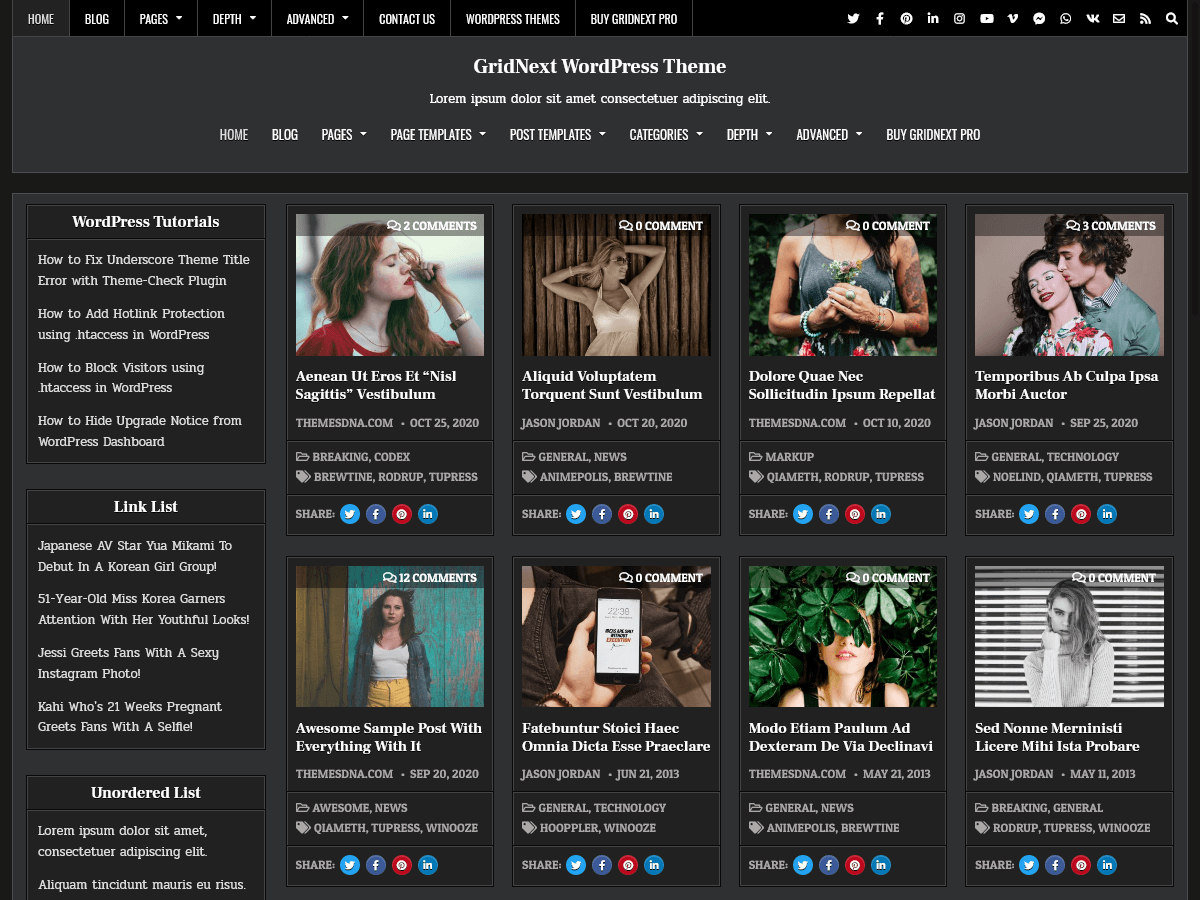 HOME BLOG PAGES DEPTH ADVANCED CONTACT US WORDPRESS THEMES BUY GRIDNEXT PRO
GridNext WordPress Theme
Lorem ipsum dolor sit amet consectetuer adipiscing elit.
HOME BLOG PAGES PAGE TEMPLATES POST TEMPLATES CATEGORIES DEPTH ADVANCED BUY GRIDNEXT PRO
WordPress Tutorials
How to Fix Underscore Theme Title
Error with Theme-Check Plugin
How to Add Hotlink Protection
using .htaccess in WordPress
How to Block Visitors using
.htaccess in WordPress
How to Hide Upgrade Notice from
WordPress Dashboard
Link List
Japanese AV Star Yua Mikami To
Debut In A Korean Girl Group!
51-Year-Old Miss Korea Garners
Attention With Her Youthful Looks!
Jessi Greets Fans With A Sexy
Instagram Photo!
Kahi Who's 21 Weeks Pregnant
Greets Fans With A Selfie!
Unordered List
Lorem ipsum dolor sit amet,
consectetuer adipiscing elit.
Aliquam tincidunt mauris eu risus.
2 COMMENTS
Aenean Ut Eros Et “Nisl
Sagittis” Vestibulum
THEMESDNA.COM • OCT 25, 2020
BREAKING, CODEX
BREWTINE, RODRUP, TUPRESS
SHARE:
0 COMMENT
Aliquid Voluptatem
Torquent Sunt Vestibulum
JASON JORDAN • OCT 20, 2020
GENERAL, NEWS
ANIMEPOLIS, BREWTINE
SHARE:
0 COMMENT
Dolore Quae Nec
Sollicitudin Ipsum Repellat
THEMESDNA.COM • OCT 10, 2020
MARKUP
QIAMETH, RODRUP, TUPRESS
SHARE:
3 COMMENTS
Temporibus Ab Culpa Ipsa
Morbi Auctor
JASON JORDAN • SEP 25, 2020
GENERAL, TECHNOLOGY
NOELIND, QIAMETH, TUPRESS
SHARE:
12 COMMENTS
Awesome Sample Post With
Everything With It
THEMESDNA.COM • SEP 20, 2020
AWESOME, NEWS
QIAMETH, TUPRESS, WINOOZE
SHARE:
0 COMMENT
22:38
IDEAS ARE SHIT
WITHOUT
EXECUTION
Fatebuntur Stoici Haec
Omnia Dicta Esse Praeclare
JASON JORDAN • JUN 21, 2013
GENERAL, TECHNOLOGY
HOOPPLER, WINOOZE
SHARE:
0 COMMENT
Modo Etiam Paulum Ad
Dexteram De Via Declinavi
THEMESDNA.COM • MAY 21, 2013
GENERAL, NEWS
ANIMEPOLIS, BREWTINE
SHARE:
0 COMMENT
Sed Nonne Merninisti
Licere Mihi Ista Probare
JASON JORDAN • MAY 11, 2013
BREAKING, GENERAL
RODRUP, TUPRESS, WINOOZE
SHARE: